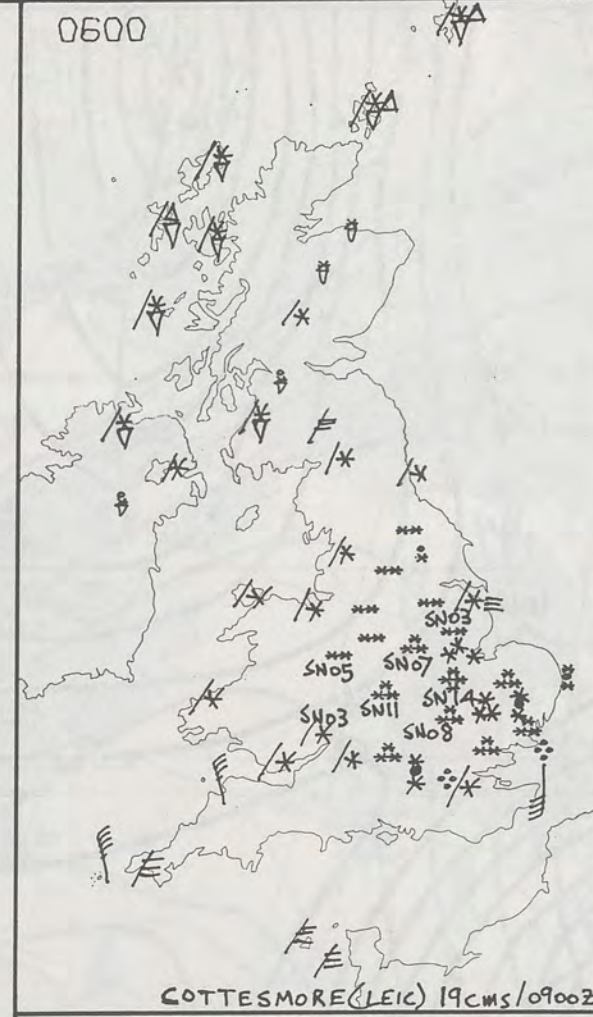 0600
SN03
SN05
SN07
SN11
SN14
SN03
SN08
COTTESMORE (LEIC) 19cms/0900Z